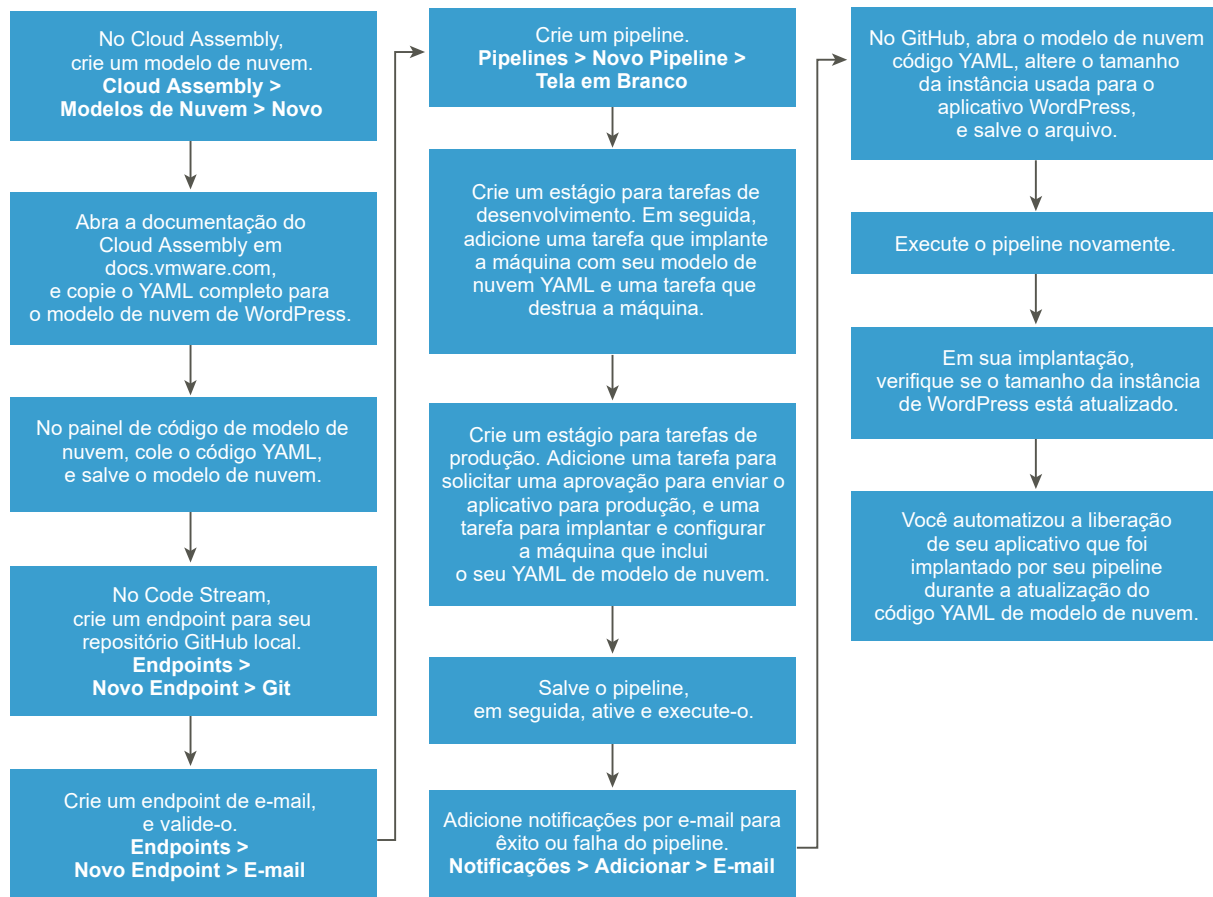 No Cloud Assembly,
crie um modelo de nuvem.
Cloud Assembly >
Modelos de Nuvem > Novo
Abra a documentação do
Cloud Assembly em
docs.vmware.com,
e copie o YAML completo para
o modelo de nuvem de WordPress.
No painel de código de modelo de
nuvem, cole o código YAML,
e salve o modelo de nuvem.
No Code Stream,
crie um endpoint para seu
repositório GitHub local.
Endpoints >
Novo Endpoint > Git
Crie um endpoint de e-mail,
e valide-o.
Endpoints >
Novo Endpoint > E-mail
Crie um pipeline.
Pipelines > Novo Pipeline >
Tela em Branco
Crie um estágio para tarefas de
desenvolvimento. Em seguida,
adicione uma tarefa que implante
a máquina com seu modelo de
nuvem YAML e uma tarefa que
destrua a máquina.
Crie um estágio para tarefas de
produção. Adicione uma tarefa para
solicitar uma aprovação para enviar o
aplicativo para produção, e uma
tarefa para implantar e configurar
a máquina que inclui
o seu YAML de modelo de nuvem.
Salve o pipeline,
em seguida, ative e execute-o.
Adicione notificações por e-mail para
êxito ou falha do pipeline.
Notificações > Adicionar > E-mail
No GitHub, abra o modelo de nuvem
código YAML, altere o tamanho
da instância usada para o
aplicativo WordPress,
e salve o arquivo.
Execute o pipeline novamente.
Em sua implantação,
verifique se o tamanho da instância
de WordPress está atualizado.
Você automatizou a liberação
de seu aplicativo que foi
implantado por seu pipeline
durante a atualização do
código YAML de modelo de nuvem.